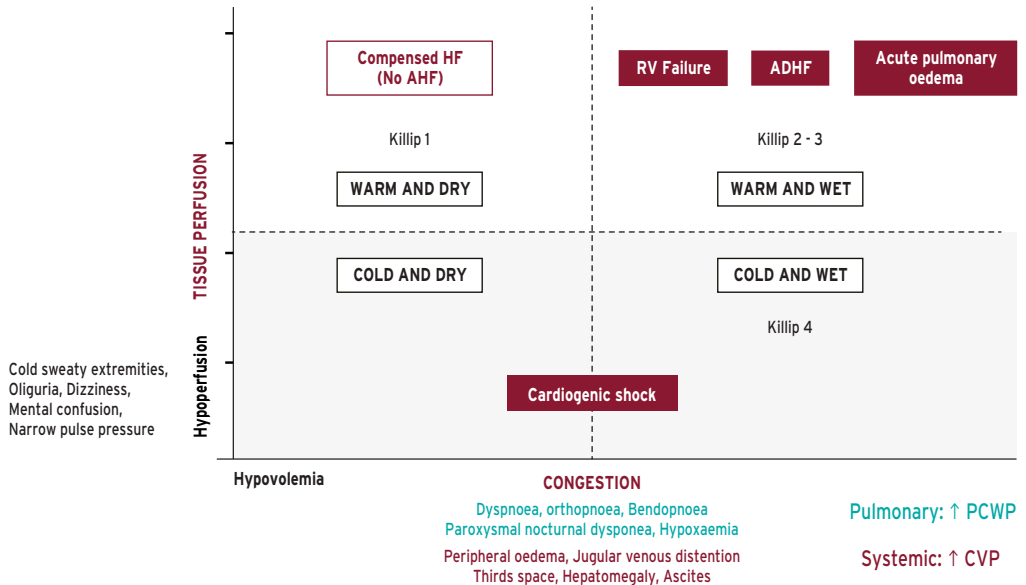 Compensed HF
(No AHF)
RV Failure
ADHF
Acute pulmonary
oedema
Killip 1
Killip 2 - 3
WARM AND DRY
WARM AND WET
TISSUE PERFUSION
COLD AND DRY
COLD AND WET
Killip 4
Hypoperfusion
Cold sweaty extremities,
Oliguria, Dizziness,
Mental confusion,
Narrow pulse pressure
Cardiogenic shock
Hypovolemia
CONGESTION
Dyspnoea, orthopnoea, Bendopnoea
Paroxysmal nocturnal dysponea, Hypoxaemia
Pulmonary: ↑ PCWP
Peripheral oedema, Jugular venous distention
Thirds space, Hepatomegaly, Ascites
Systemic: ↑ CVP